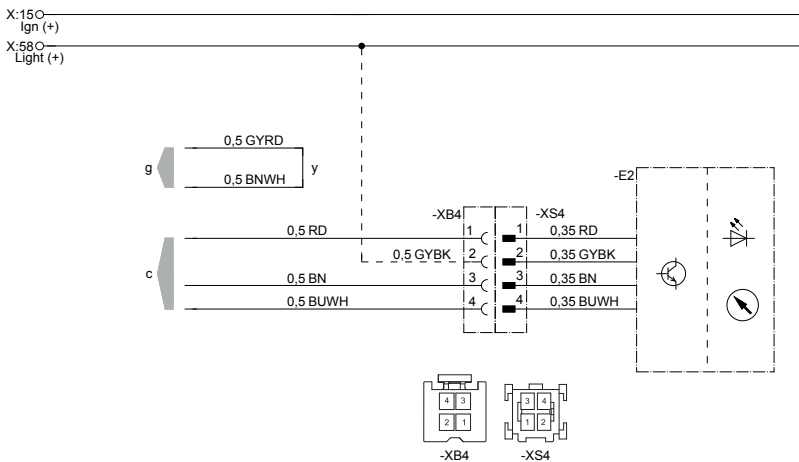 X:15
Ign (+)
X:58
Light (+)
0,5 GYRD
g
y
0,5 BNWH
-E2
-XB4
-XS4
0,5 RD
1
1
0,35 RD
0,5 GYBK
2
2
0,35 GYBK
c
0,5 BN
3
3
0,35 BN
0,5 BUWH
4
4
0,35 BUWH
4 3
3 4
2 1
1 2
-XB4
-XS4